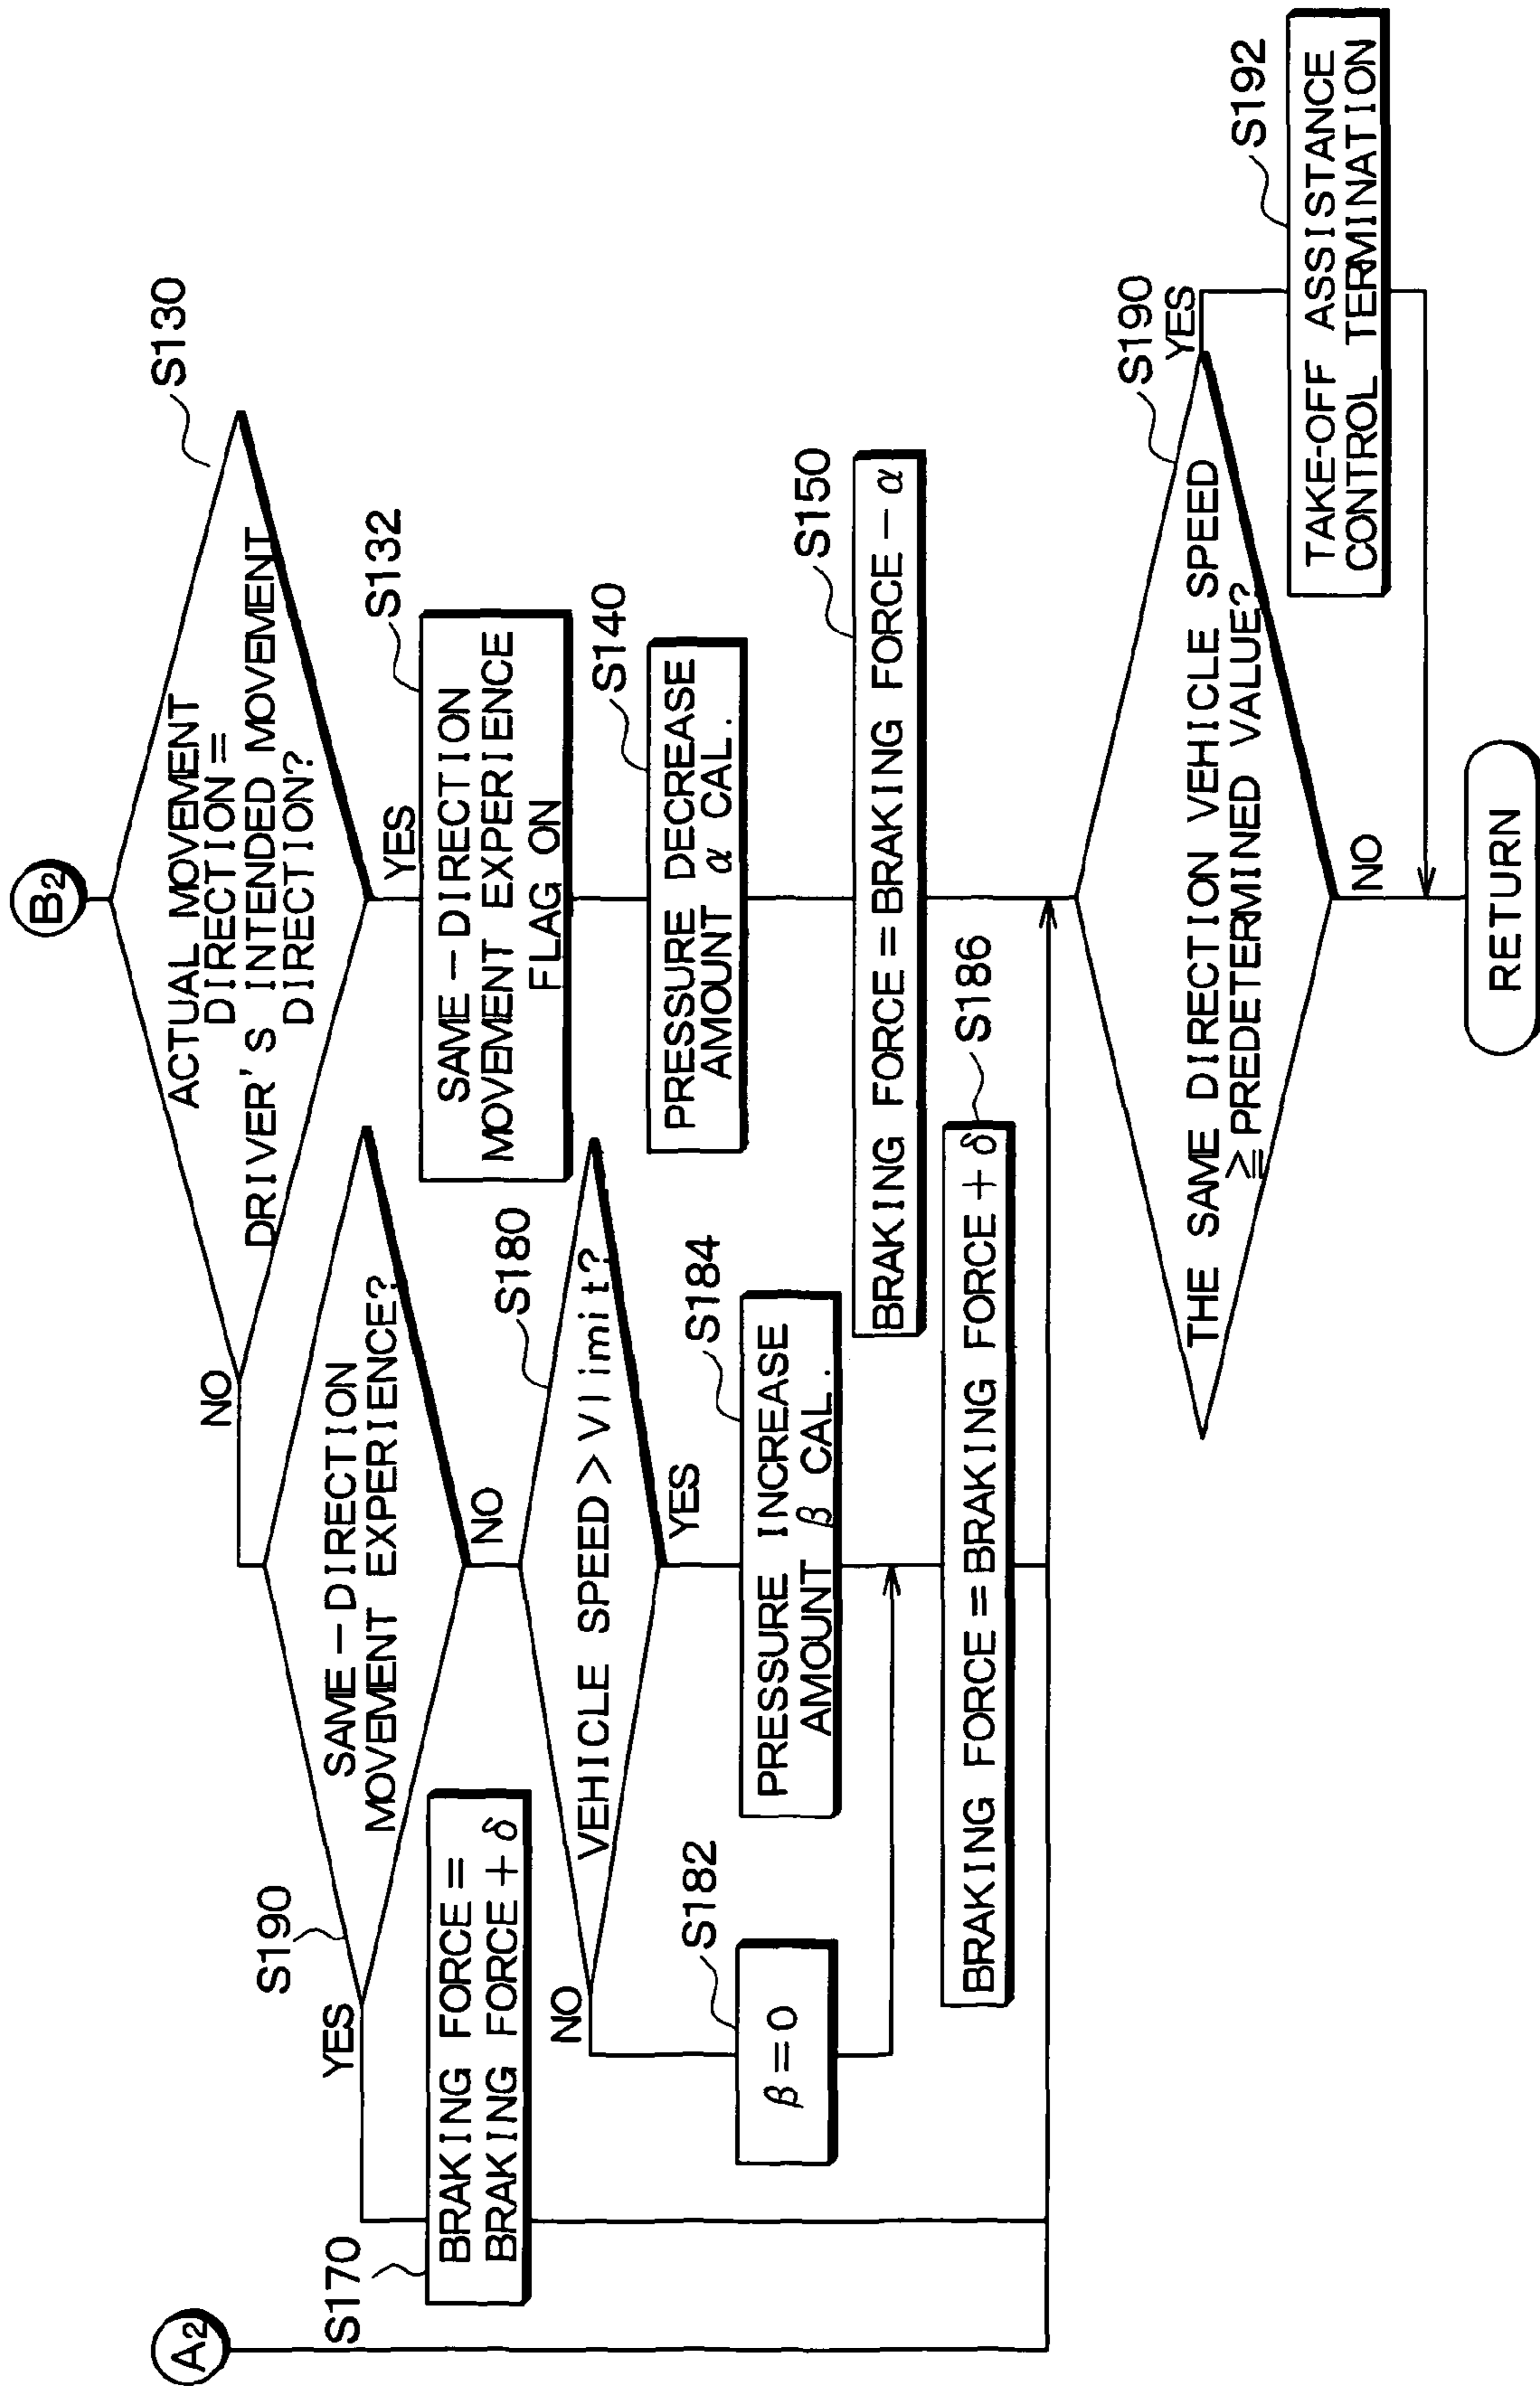 B2
S130
ACTUAL MOVEMENT
DIRECTION =
DRIVER'S INTENDED MOVEMENT
DIRECTION?
NO
YES
S132
SAME-DIRECTION
MOVEMENT EXPERIENCE
FLAG ON
S140
PRESSURE DECREASE
AMOUNT α CAL.
S150
BRAKING FORCE = BRAKING FORCE - α
S190
SAME-DIRECTION
MOVEMENT EXPERIENCE?
YES
NO
S170
BRAKING FORCE =
BRAKING FORCE + δ
S180
VEHICLE SPEED > Vlimit?
NO
YES
S182
β = 0
S184
PRESSURE INCREASE
AMOUNT β CAL.
S186
BRAKING FORCE = BRAKING FORCE + δ
A2
S190
THE SAME DIRECTION VEHICLE SPEED
≧ PREDETERMINED VALUE?
YES
NO
S192
TAKE-OFF ASSISTANCE
CONTROL TERMINATION
RETURN